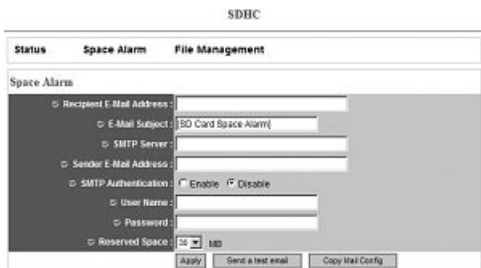 SDHC
Status Space Alarm File Management
Space Alarm
Recipient E-Mail Address :
E-Mail Subject : [SD Card Space Alarm]
SMTP Server :
Sender E-Mail Address :
SMTP Authentication : Enable Disable
User Name :
Password :
Reserved Space : 30 MB
Apply Send a test email Copy Mail Config